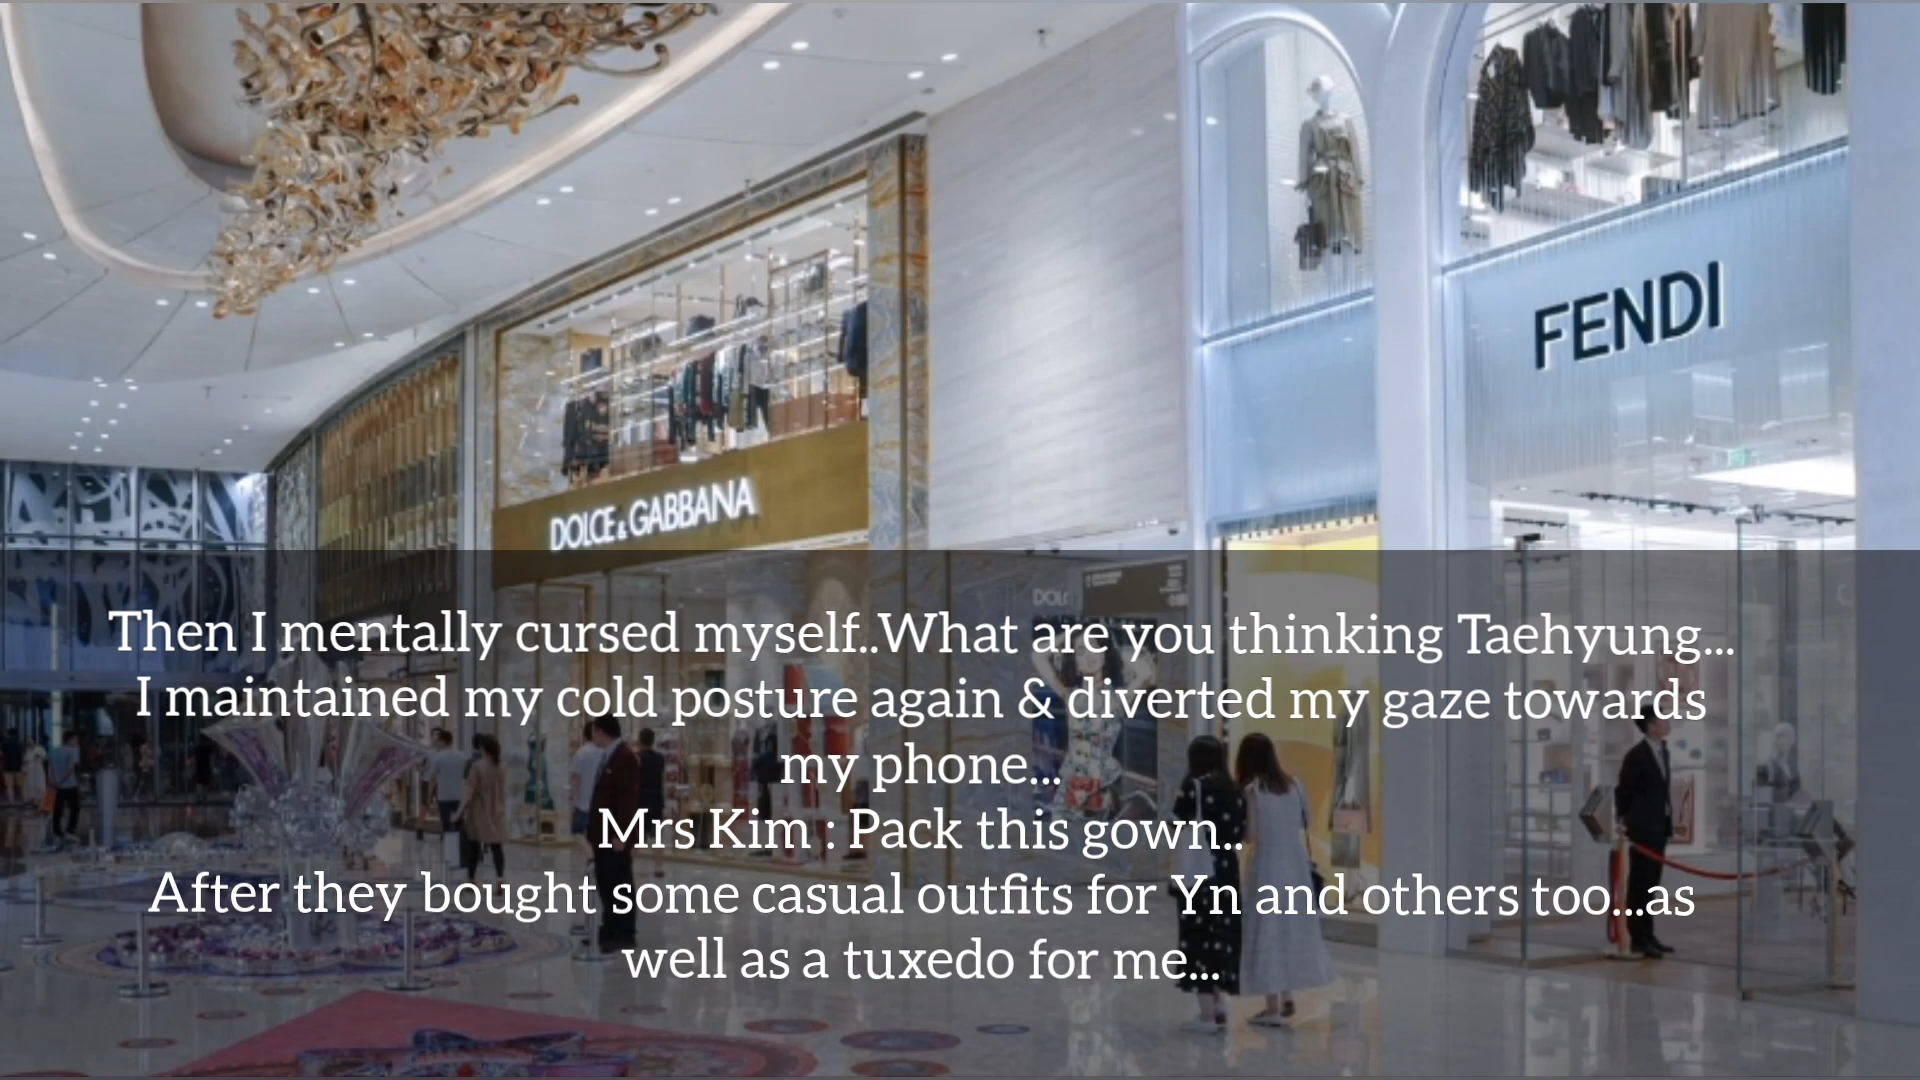 FENDI
DOLCE & GABBANA
DOLC
Then I mentally cursed myself..What are you thinking Taehyung...
I maintained my cold posture again & diverted my gaze towards
my phone...
Mrs Kim : Pack this gown..
After they bought some casual outfits for Yn and others too...as
well as a tuxedo for me...